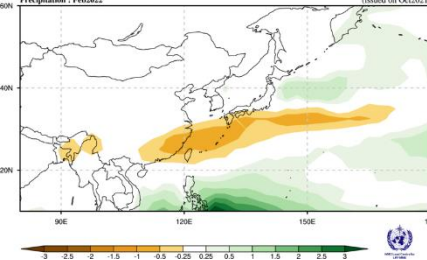 Precipitation : Feb2022 (issued on Oct2021
60N
40N
20N
90E 120E 150E
-3 -2.5 -2 -1.5 -1 -0.5 -0.25 0.25 0.5 1 1.5 2 2.5 3